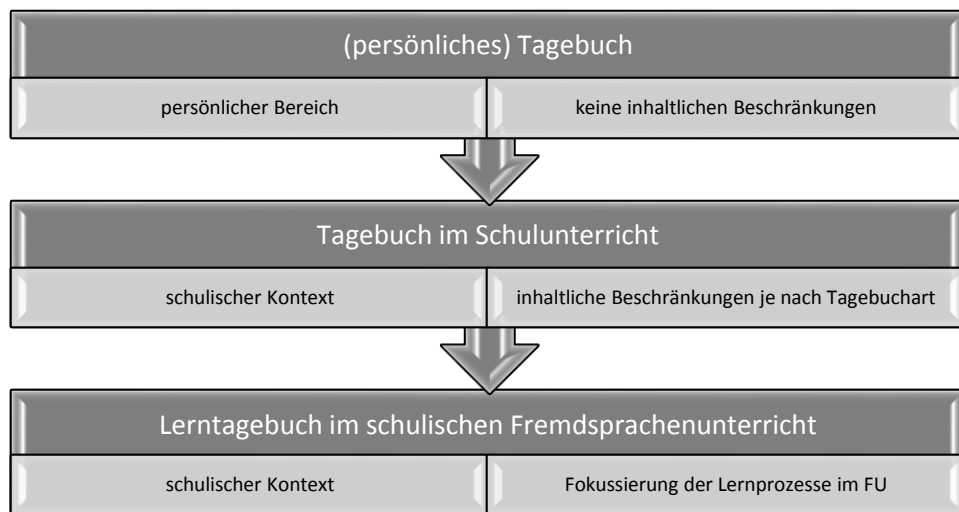 (persönliches) Tagebuch
persönlicher Bereich
keine inhaltlichen Beschränkungen
Tagebuch im Schulunterricht
schulischer Kontext
inhaltliche Beschränkungen je nach Tagebuchart
Lerntagebuch im schulischen Fremdsprachenunterricht
schulischer Kontext
Fokussierung der Lernprozesse im FU